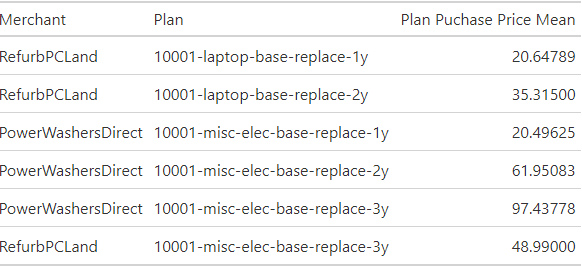 Merchant Plan Plan Puchase Price Mean
RefurbPCLand 10001-laptop-base-replace-1y 20.64789
RefurbPCLand 10001-laptop-base-replace-2y 35.31500
PowerWashersDirect 10001-misc-elec-base-replace-1y 20.49625
PowerWashersDirect 10001-misc-elec-base-replace-2y 61.95083
PowerWashersDirect 10001-misc-elec-base-replace-3y 97.43778
RefurbPCLand 10001-misc-elec-base-replace-3y 48.99000